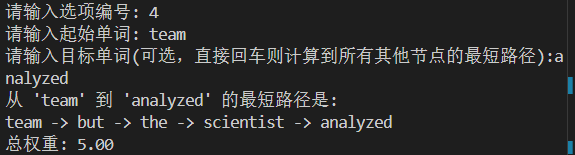 请输入选项编号: 4
请输入起始单词: team
请输入目标单词(可选，直接回车则计算到所有其他节点的最短路径):a
nalyzed
从 'team' 到 'analyzed' 的最短路径是:
team -> but -> the -> scientist -> analyzed
总权重: 5.00